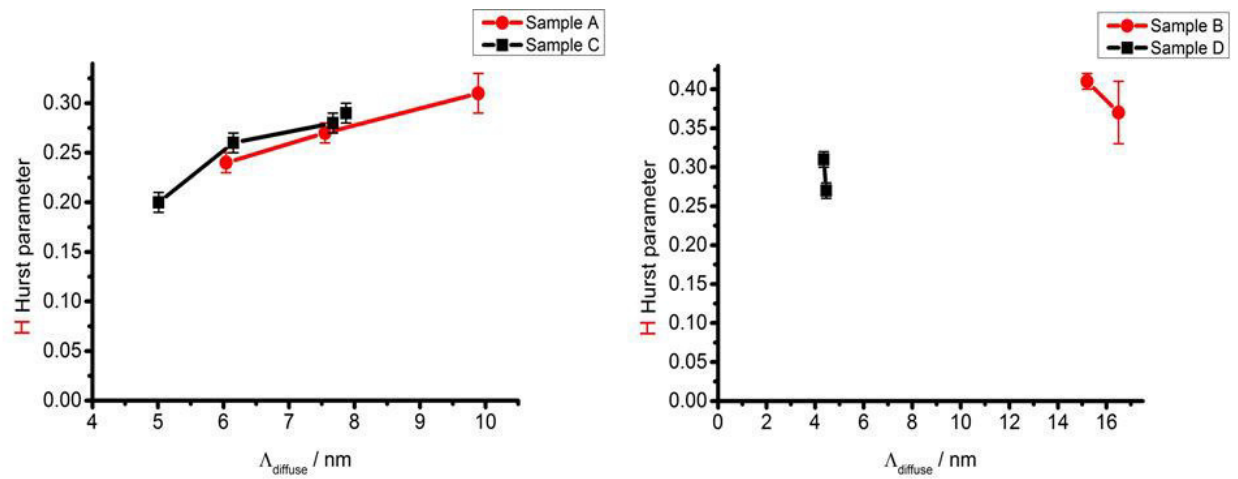 Sample A
Sample C
0.30
0.25
0.20
0.15
0.10
0.05
0.00
H Hurst parameter
4 5 6 7 8 9 10
Λdiffuse / nm
Sample B
Sample D
0.40
0.35
0.30
0.25
0.20
0.15
0.10
0.05
0.00
H Hurst parameter
0 2 4 6 8 10 12 14 16
Λdiffuse / nm